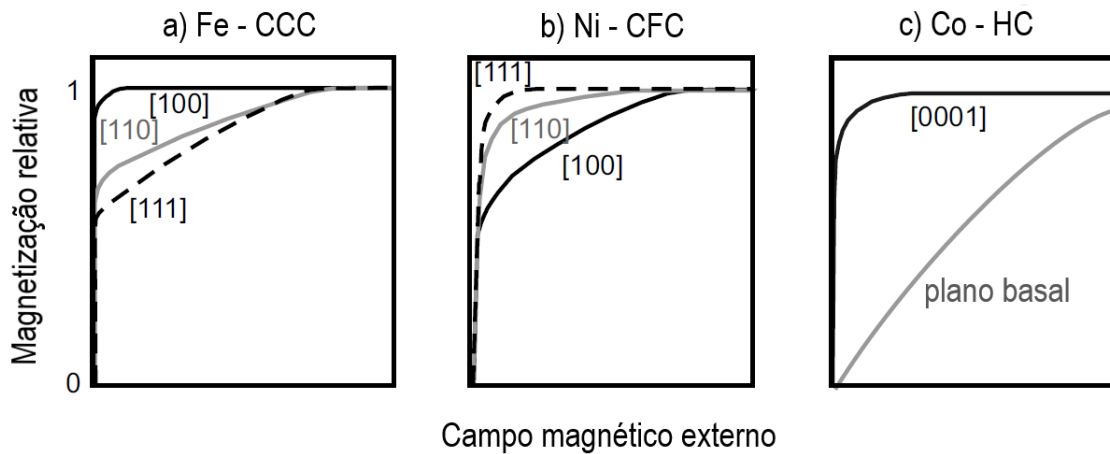 a) Fe - CCC
b) Ni - CFC
c) Co - HC
Magnetização relativa
1
0
[100]
[110]
[111]
[111]
[110]
[100]
[0001]
plano basal
Campo magnético externo